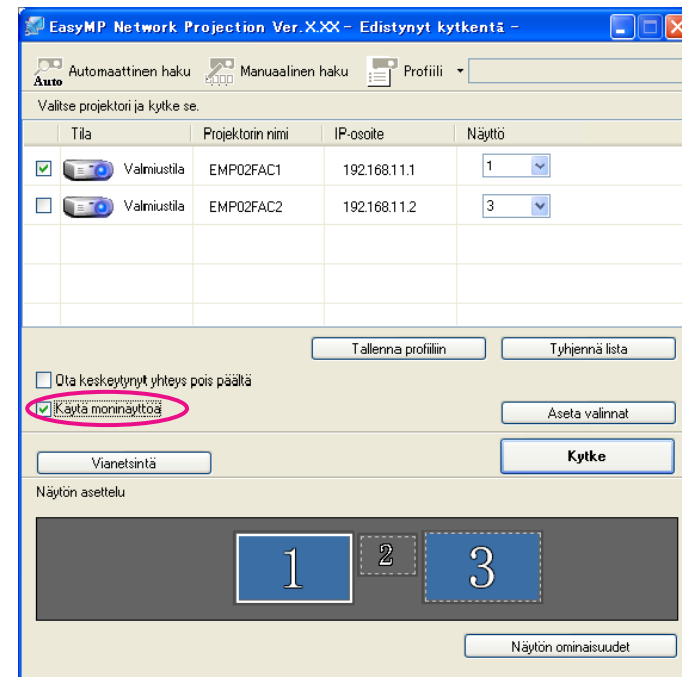 EasyMP Network Projection Ver.X.XX - Edistynyt kytkentä -
Auto Automaattinen haku Manuaalinen haku Profiili
Valitse projektori ja kytke se.
Tila Projektorin nimi IP-osoite Näyttö
Valmiustila EMP02FAC1 192.168.11.1 1
Valmiustila EMP02FAC2 192.168.11.2 3
Tallenna profiiliin Tyhjennä lista
Ota keskeytynyt yhteys pois päältä
Käytä moninäyttöä
Aseta valinnat
Vianetsintä Kytke
Näytön asettelu
1 2 3
Näytön ominaisuudet